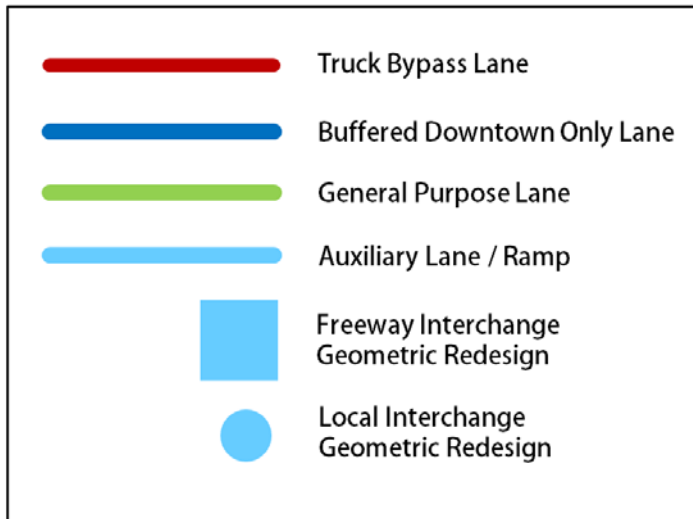 Truck Bypass Lane
Buffered Downtown Only Lane
General Purpose Lane
Auxiliary Lane / Ramp
Freeway Interchange
Geometric Redesign
Local Interchange
Geometric Redesign